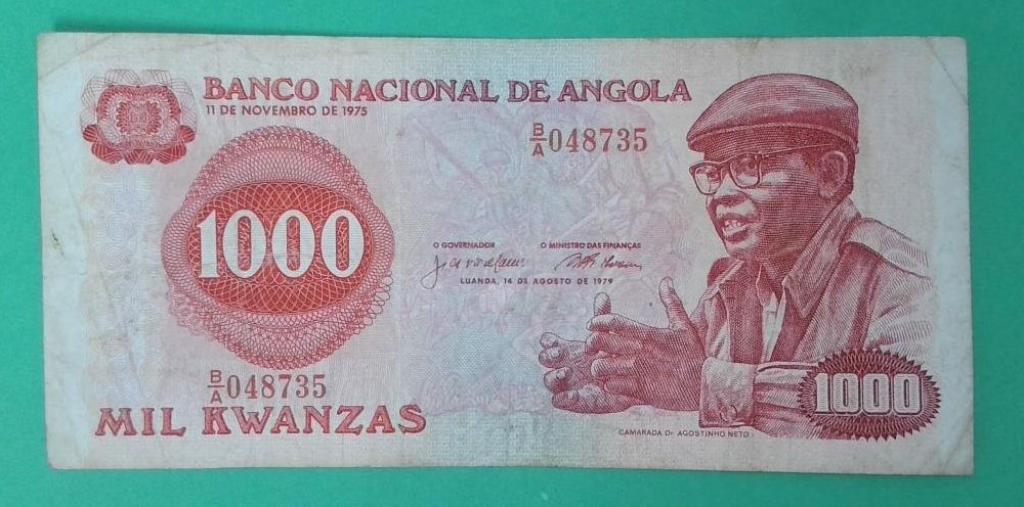 BANCO NACIONAL DE ANGOLA
11 DE NOVEMBRO DE 1975
B/A 048735
1000
O GOVERNADOR O MINISTRO DAS FINANÇAS
LUANDA, 14 DE AGOSTO DE 1979
B/A 048735
MIL KWANZAS
1000
CAMARADA Dr AGOSTINHO NETO